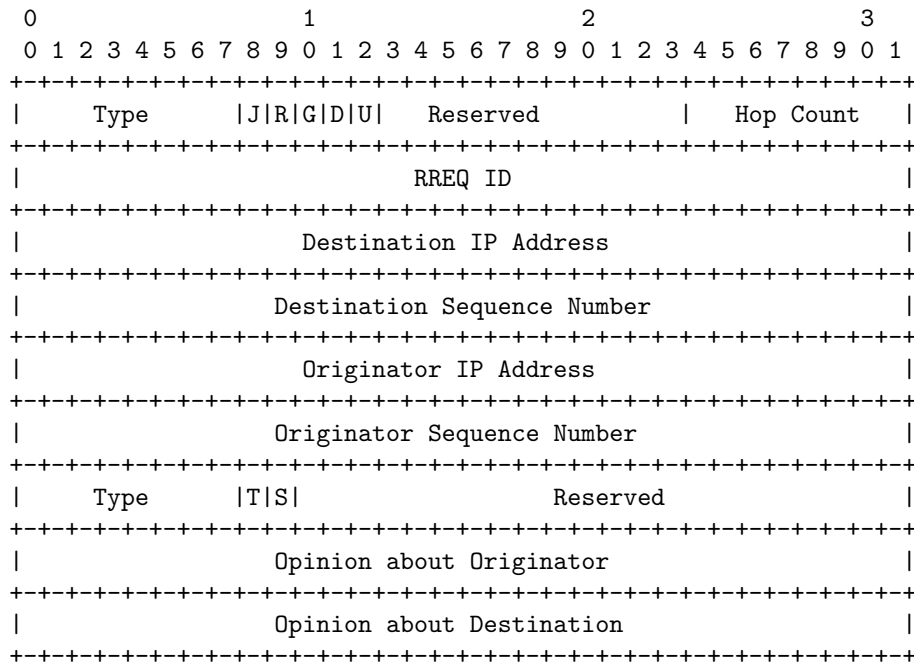 0                   1                   2                   3
0 1 2 3 4 5 6 7 8 9 0 1 2 3 4 5 6 7 8 9 0 1 2 3 4 5 6 7 8 9 0 1
+-+-+-+-+-+-+-+-+-+-+-+-+-+-+-+-+-+-+-+-+-+-+-+-+-+-+-+-+-+-+-+-+
|     Type      |J|R|G|D|U|   Reserved          |   Hop Count   |
+-+-+-+-+-+-+-+-+-+-+-+-+-+-+-+-+-+-+-+-+-+-+-+-+-+-+-+-+-+-+-+-+
|                            RREQ ID                            |
+-+-+-+-+-+-+-+-+-+-+-+-+-+-+-+-+-+-+-+-+-+-+-+-+-+-+-+-+-+-+-+-+
|                    Destination IP Address                     |
+-+-+-+-+-+-+-+-+-+-+-+-+-+-+-+-+-+-+-+-+-+-+-+-+-+-+-+-+-+-+-+-+
|                  Destination Sequence Number                  |
+-+-+-+-+-+-+-+-+-+-+-+-+-+-+-+-+-+-+-+-+-+-+-+-+-+-+-+-+-+-+-+-+
|                    Originator IP Address                      |
+-+-+-+-+-+-+-+-+-+-+-+-+-+-+-+-+-+-+-+-+-+-+-+-+-+-+-+-+-+-+-+-+
|                  Originator Sequence Number                   |
+-+-+-+-+-+-+-+-+-+-+-+-+-+-+-+-+-+-+-+-+-+-+-+-+-+-+-+-+-+-+-+-+
|     Type      |T|S|                  Reserved                 |
+-+-+-+-+-+-+-+-+-+-+-+-+-+-+-+-+-+-+-+-+-+-+-+-+-+-+-+-+-+-+-+-+
|                  Opinion about Originator                     |
+-+-+-+-+-+-+-+-+-+-+-+-+-+-+-+-+-+-+-+-+-+-+-+-+-+-+-+-+-+-+-+-+
|                  Opinion about Destination                    |
+-+-+-+-+-+-+-+-+-+-+-+-+-+-+-+-+-+-+-+-+-+-+-+-+-+-+-+-+-+-+-+-+